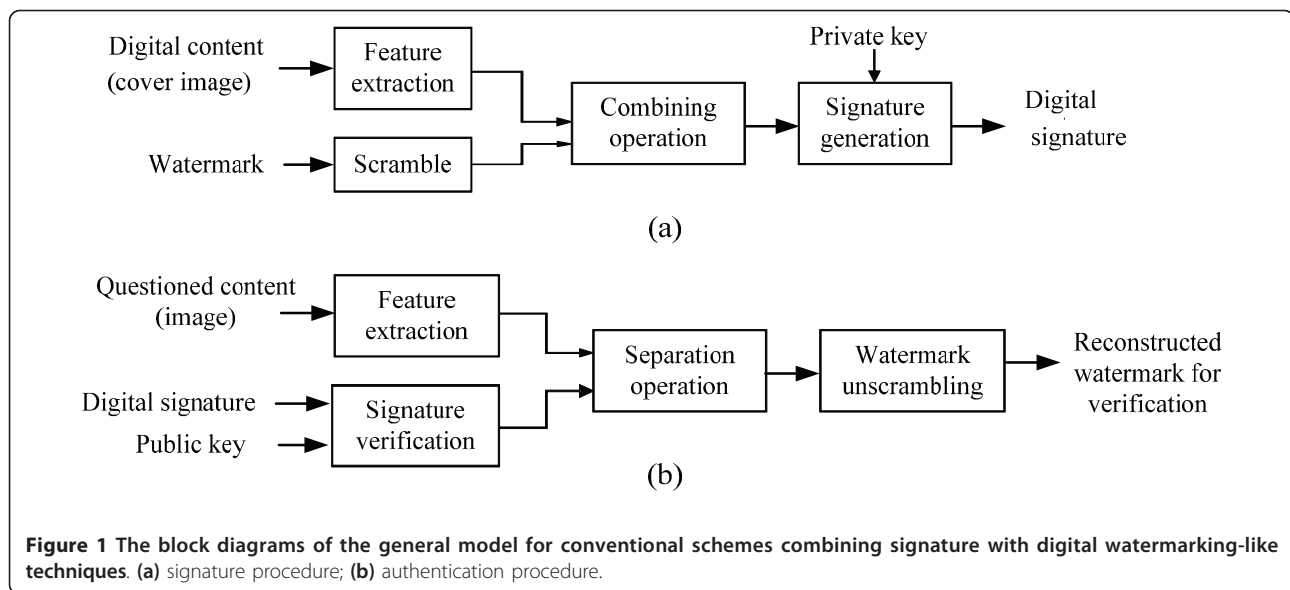 Digital content
(cover image)
Feature
extraction
Private key
Combining
operation
Signature
generation
Digital
signature
Watermark
Scramble
(a)
Questioned content
(image)
Feature
extraction
Separation
operation
Watermark
unscrambling
Reconstructed
watermark for
verification
Digital signature
Public key
Signature
verification
(b)
Figure 1 The block diagrams of the general model for conventional schemes combining signature with digital watermarking-like
techniques. (a) signature procedure; (b) authentication procedure.